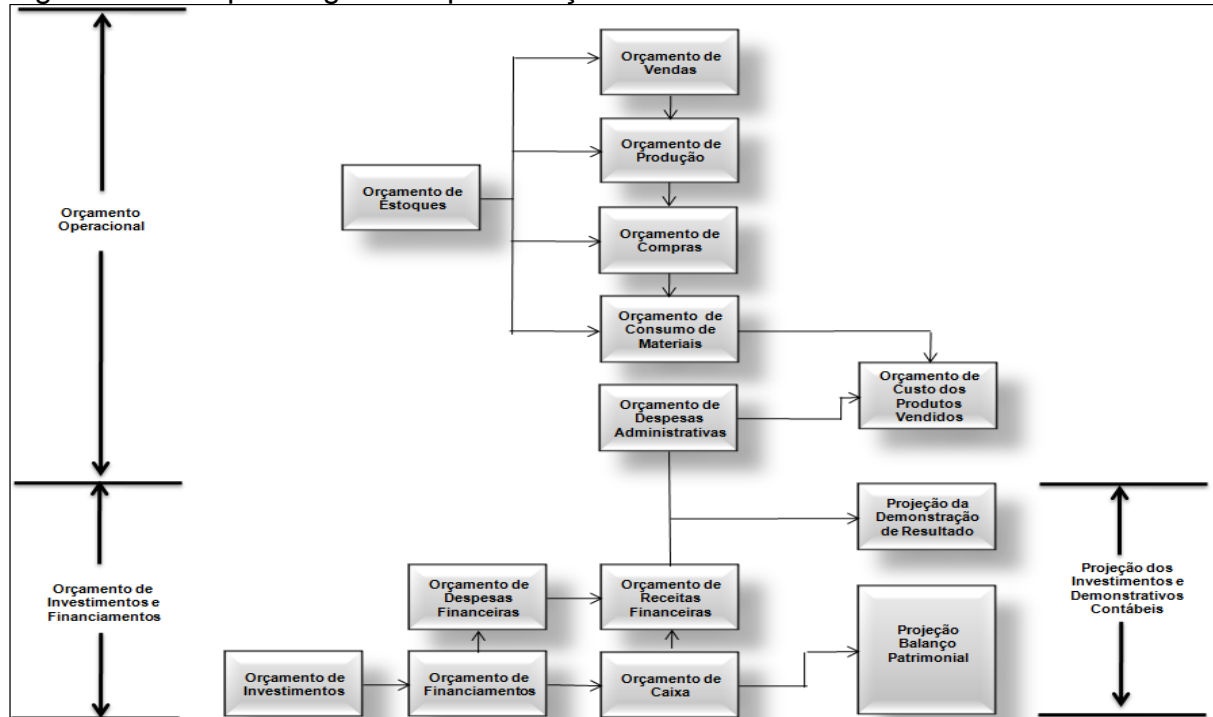 Orçamento de
Vendas
Orçamento de
Produção
Orçamento de
Estoques
Orçamento
Operacional
Orçamento de
Compras
Orçamento de
Consumo de
Materiais
Orçamento de
Custo dos
Produtos
Vendidos
Orçamento de
Despesas
Administrativas
Projeção da
Demonstração
de Resultado
Orçamento de
Investimentos e
Financiamentos
Orçamento de
Despesas
Financeiras
Orçamento de
Receitas
Financeiras
Projeção dos
Investimentos e
Demonstrativos
Contábeis
Projeção
Balanço
Patrimonial
Orçamento de
Investimentos
Orçamento de
Financiamentos
Orçamento de
Caixa